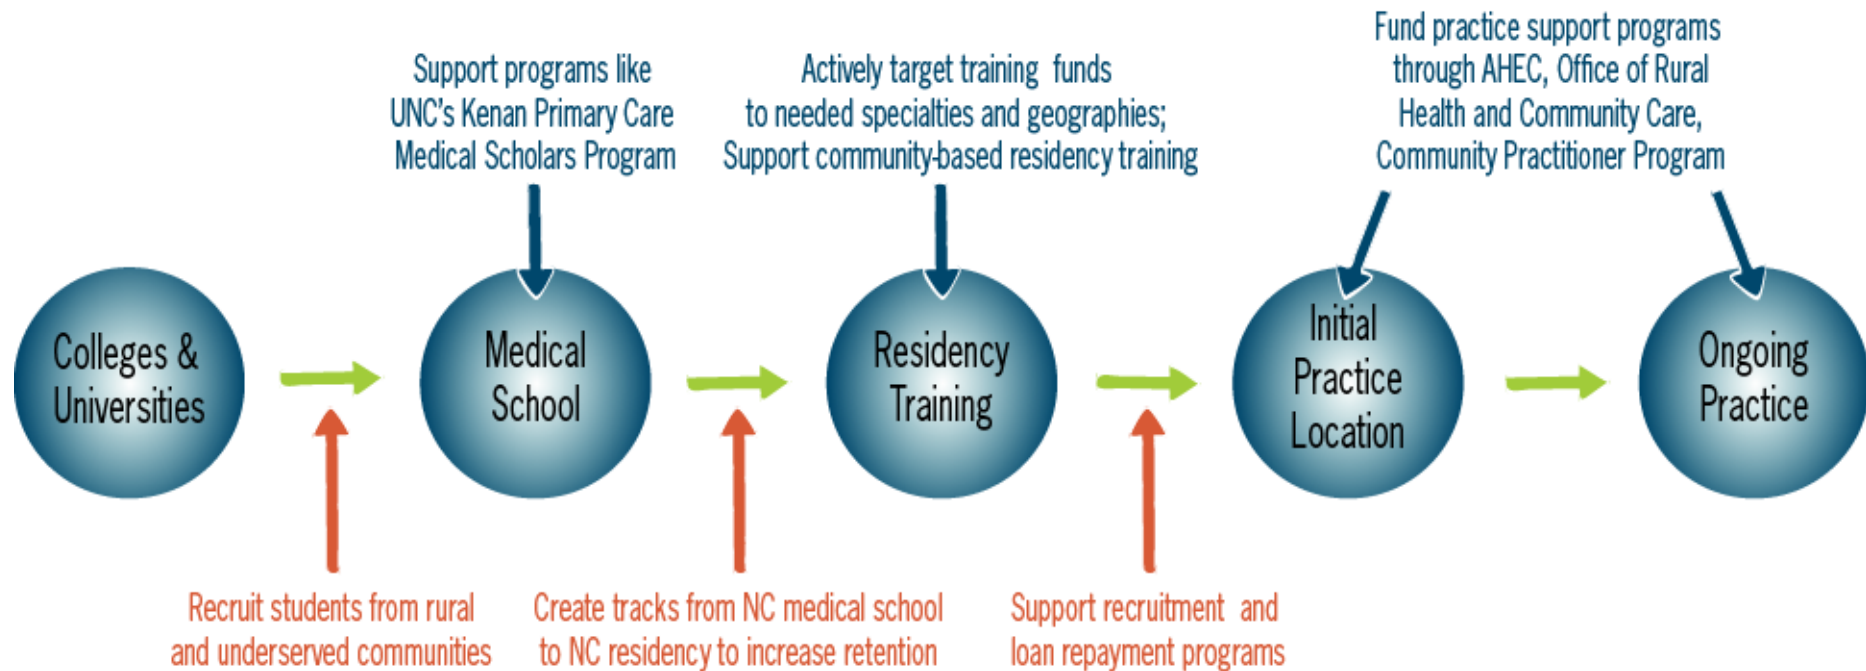 Support programs like
UNC's Kenan Primary Care
Medical Scholars Program
Actively target training funds
to needed specialties and geographies;
Support community-based residency training
Fund practice support programs
through AHEC, Office of Rural
Health and Community Care,
Community Practitioner Program
Colleges &
Universities
Medical
School
Residency
Training
Initial
Practice
Location
Ongoing
Practice
Recruit students from rural
and underserved communities
Create tracks from NC medical school
to NC residency to increase retention
Support recruitment and
loan repayment programs